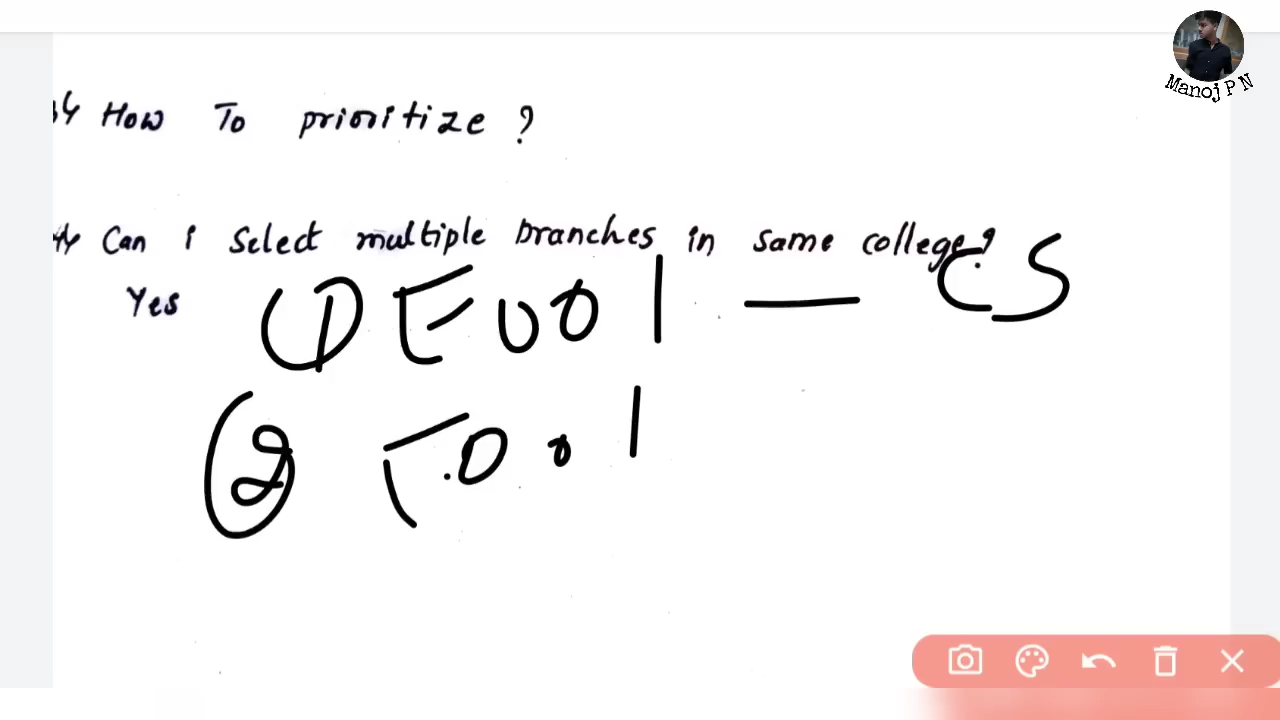 Manoj P N
How To prioritize ?
Can i Select multiple branches in same college?
Yes
① E001 — CS
② E001